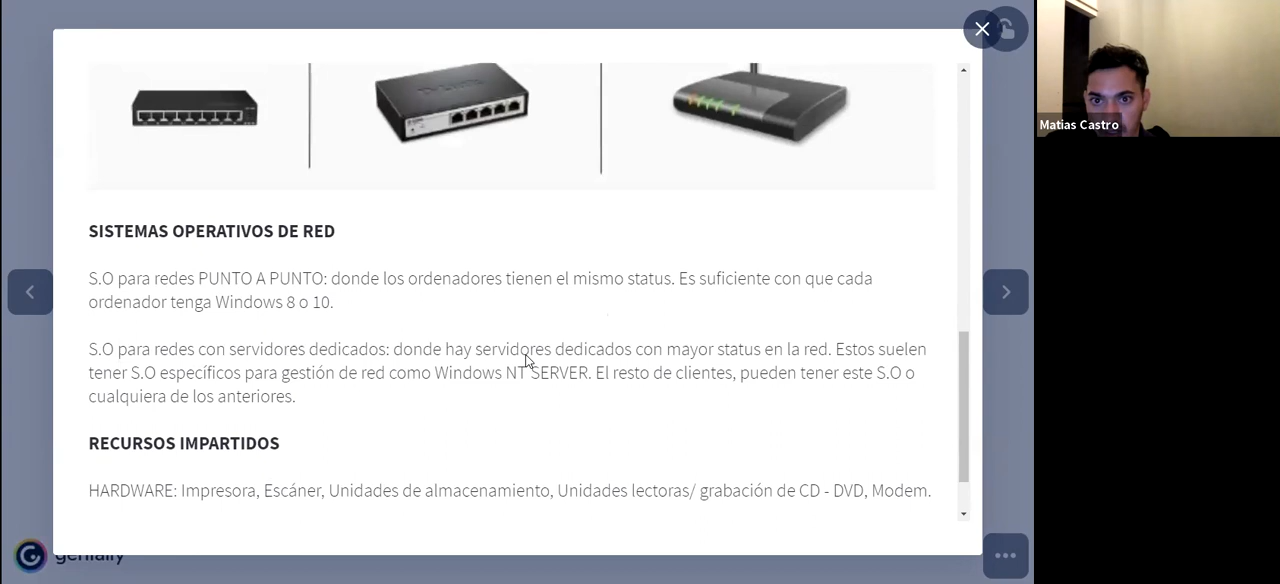 Matias Castro
SISTEMAS OPERATIVOS DE RED
S.O para redes PUNTO A PUNTO: donde los ordenadores tienen el mismo status. Es suficiente con que cada
ordenador tenga Windows 8 o 10.
S.O para redes con servidores dedicados: donde hay servidores dedicados con mayor status en la red. Estos suelen
tener S.O específicos para gestión de red como Windows NT SERVER. El resto de clientes, pueden tener este S.O o
cualquiera de los anteriores.
RECURSOS IMPARTIDOS
HARDWARE: Impresora, Escáner, Unidades de almacenamiento, Unidades lectoras/ grabación de CD - DVD, Modem.
genially